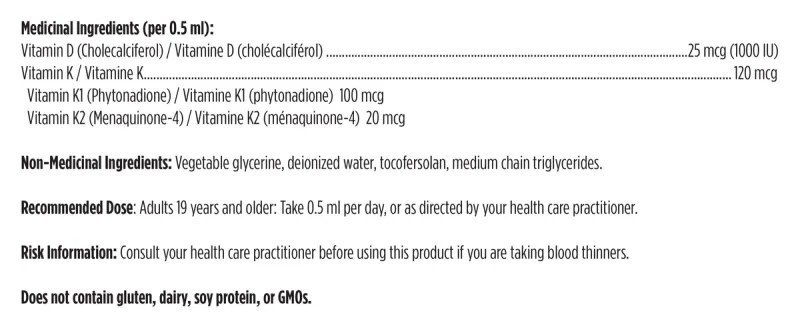 Medicinal Ingredients (per 0.5 ml):
Vitamin D (Cholecalciferol) / Vitamine D (cholécalciférol) ................................................................................................................25 mcg (1000 IU)
Vitamin K / Vitamine K....................................................................................................................................................................................... 120 mcg
Vitamin K1 (Phytonadione) / Vitamine K1 (phytonadione) 100 mcg
Vitamin K2 (Menaquinone-4) / Vitamine K2 (ménaquinone-4) 20 mcg
Non-Medicinal Ingredients: Vegetable glycerine, deionized water, tocofersolan, medium chain triglycerides.
Recommended Dose: Adults 19 years and older: Take 0.5 ml per day, or as directed by your health care practitioner.
Risk Information: Consult your health care practitioner before using this product if you are taking blood thinners.
Does not contain gluten, dairy, soy protein, or GMOs.